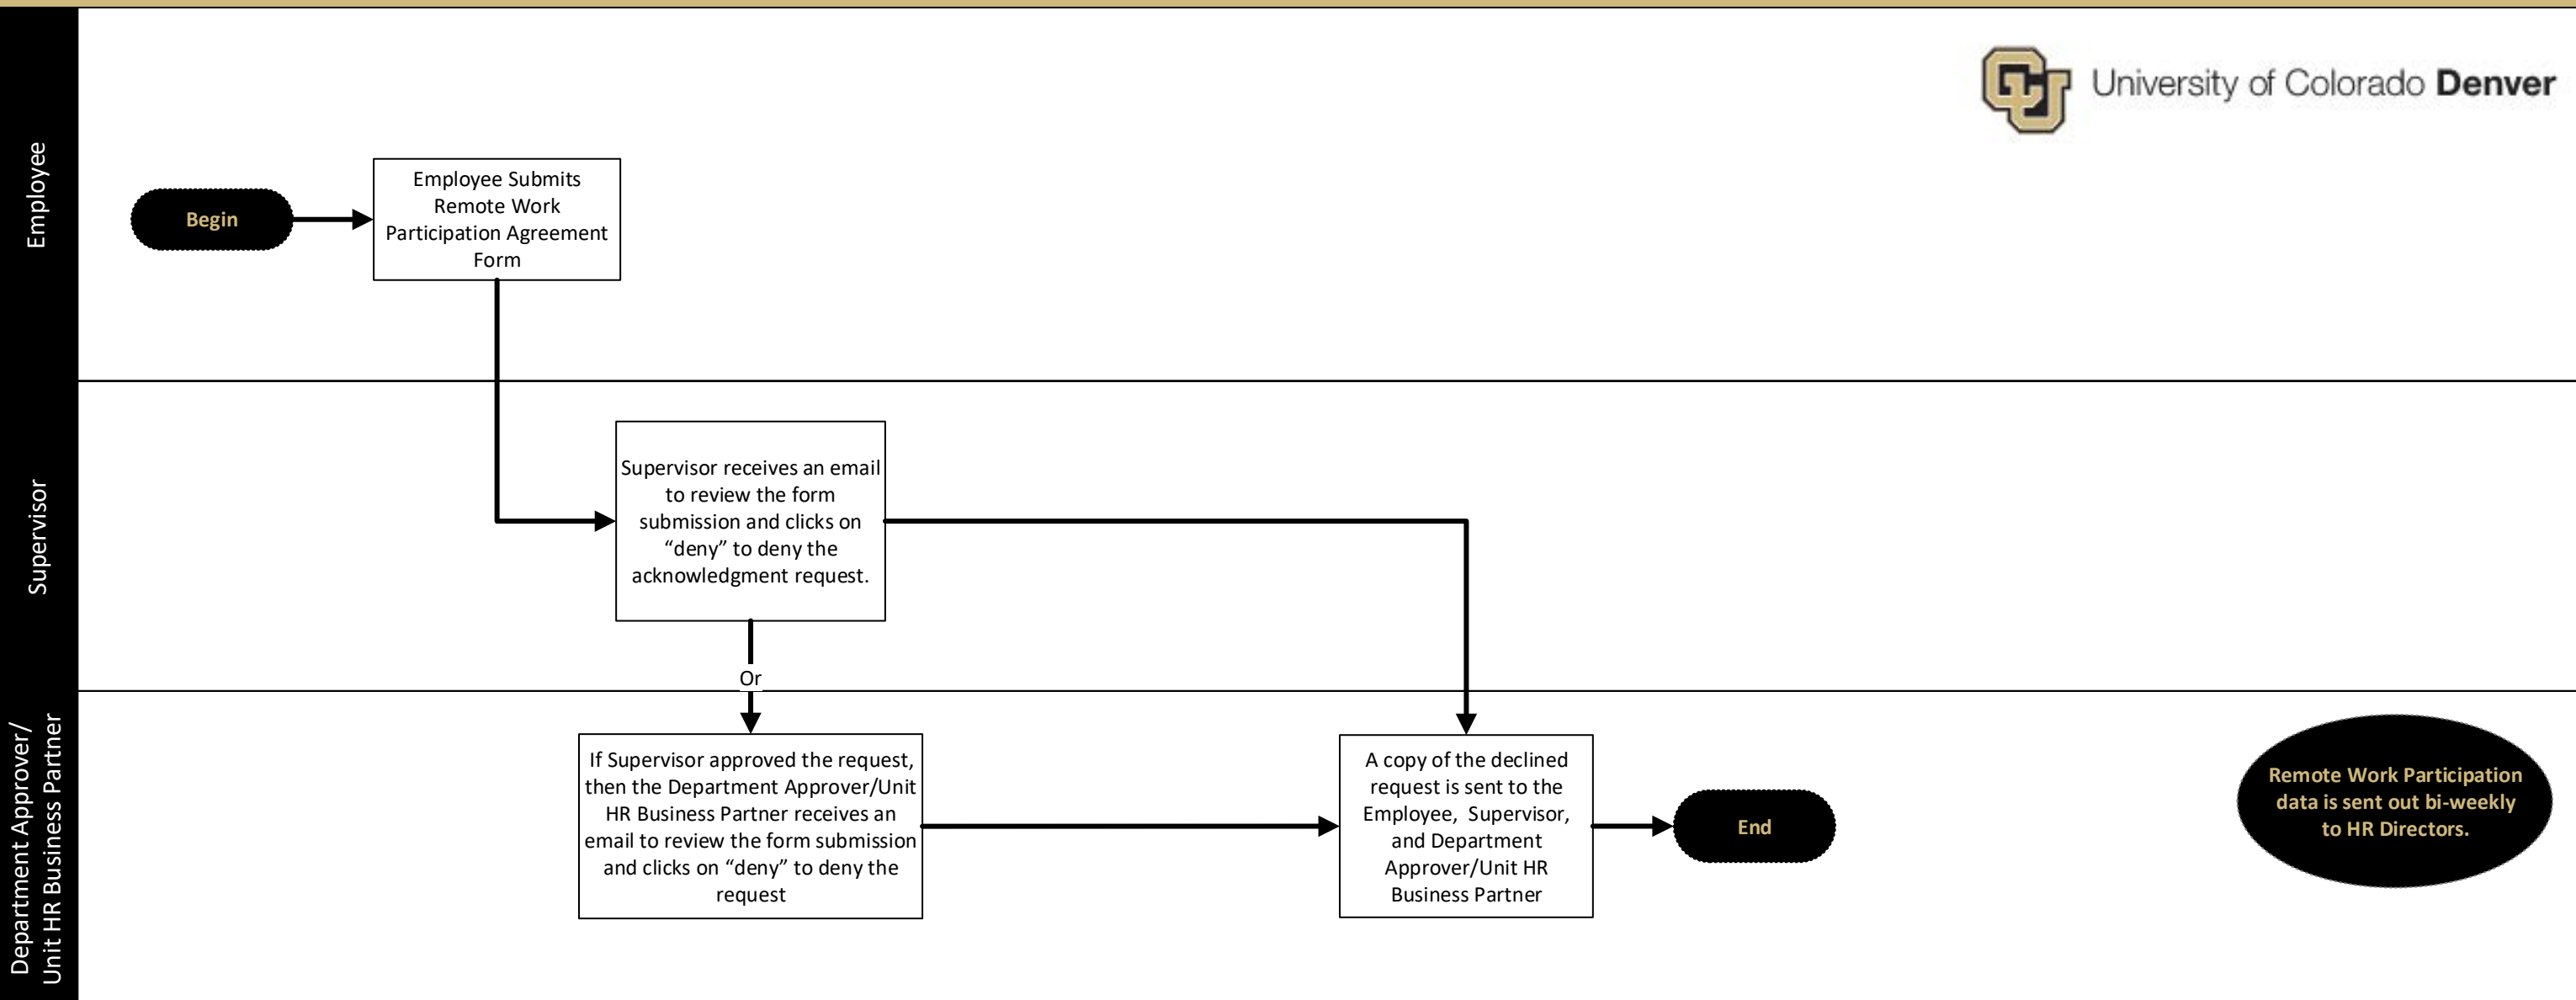 University of Colorado Denver
Employee
Begin
Employee Submits
Remote Work
Participation Agreement
Form
Supervisor
Supervisor receives an email
to review the form
submission and clicks on
“deny” to deny the
acknowledgment request.
Or
Department Approver/
Unit HR Business Partner
If Supervisor approved the request,
then the Department Approver/Unit
HR Business Partner receives an
email to review the form submission
and clicks on “deny” to deny the
request
A copy of the declined
request is sent to the
Employee,  Supervisor,
and Department
Approver/Unit HR
Business Partner
End
Remote Work Participation
data is sent out bi-weekly
to HR Directors.